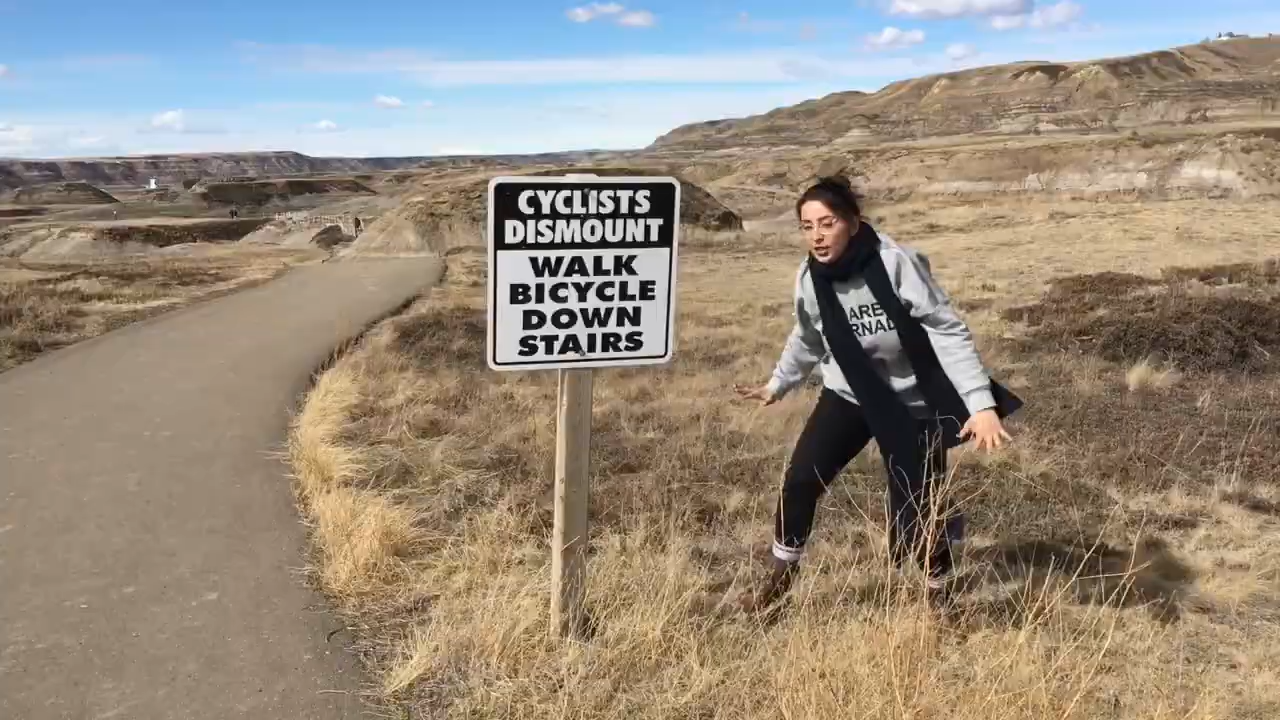 CYCLISTS
DISMOUNT
WALK
BICYCLE
DOWN
STAIRS